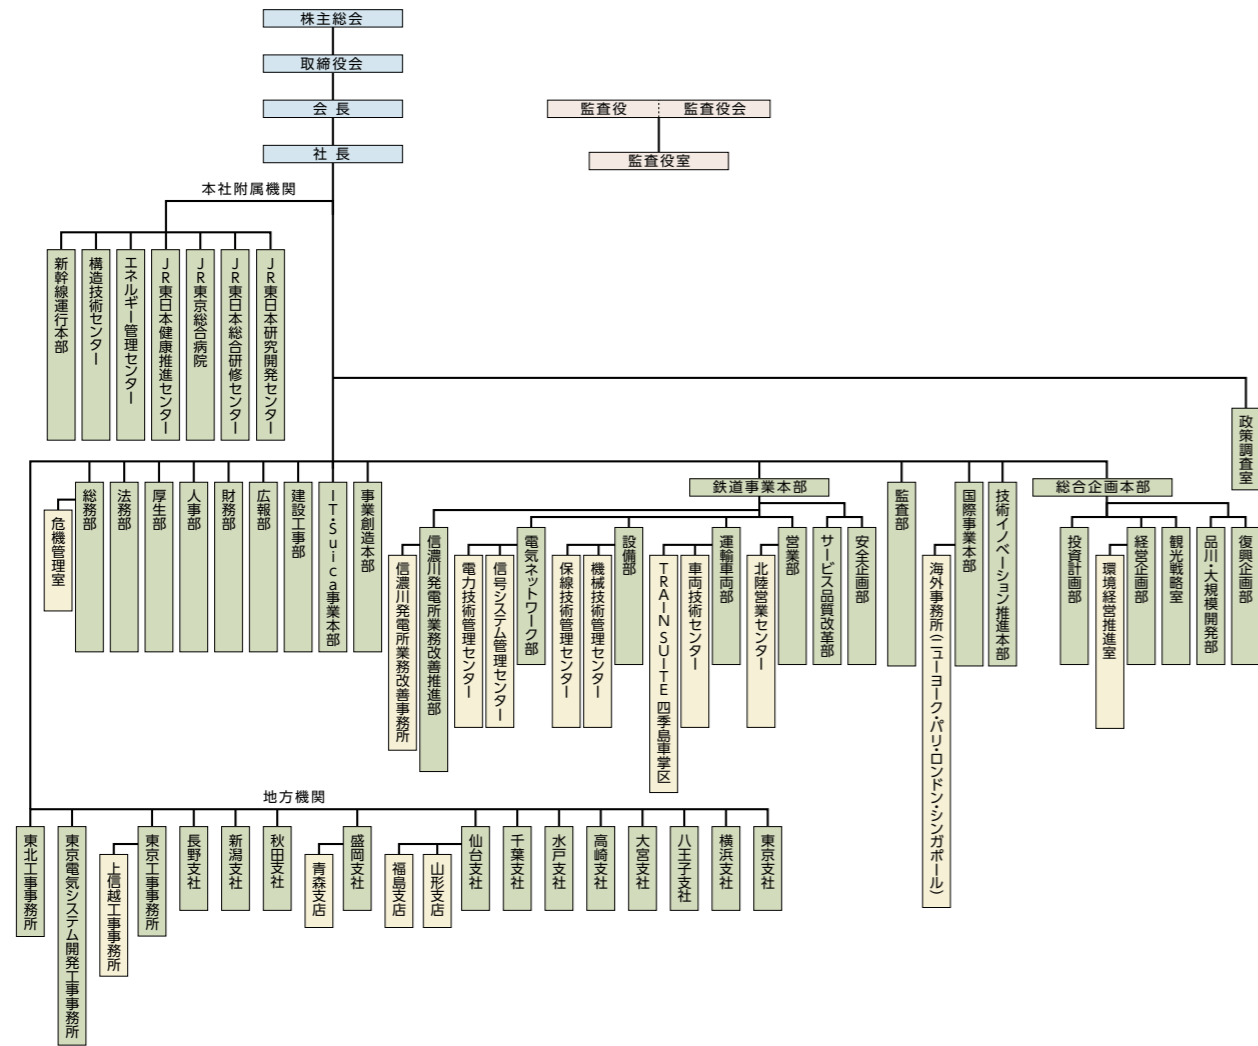 株主総会
取締役会
会長
社長
監査役 監査役会
監査役室
本社附属機関
新幹線運行本部
構造技術センター
エネルギー管理センター
JR東日本健康推進センター
JR東京総合病院
JR東日本総合研修センター
JR東日本研究開発センター
政策調査室
危機管理室
総務部
法務部
厚生部
人事部
財務部
広報部
建設工事部
IT・Suica事業本部
事業創造本部
鉄道事業本部
信濃川発電所業務改善事務所
信濃川発電所業務改善推進部
電力技術管理センター
信号システム管理センター
電気ネットワーク部
保線技術管理センター
機械技術管理センター
設備部
TRAIN SUITE 四季島車掌区
車両技術センター
運輸車両部
北陸営業センター
営業部
サービス品質改革部
安全企画部
監査部
海外事務所(ニューヨーク・パリ・ロンドン・シンガポール)
国際事業本部
技術イノベーション推進本部
総合企画本部
投資計画部
環境経営推進室
経営企画部
観光戦略室
品川・大規模開発部
復興企画部
地方機関
東北工事事務所
東京電気システム開発工事事務所
上信越工事事務所
東京工事事務所
長野支社
新潟支社
秋田支社
青森支店
盛岡支社
福島支店
山形支店
仙台支社
千葉支社
水戸支社
高崎支社
大宮支社
八王子支社
横浜支社
東京支社